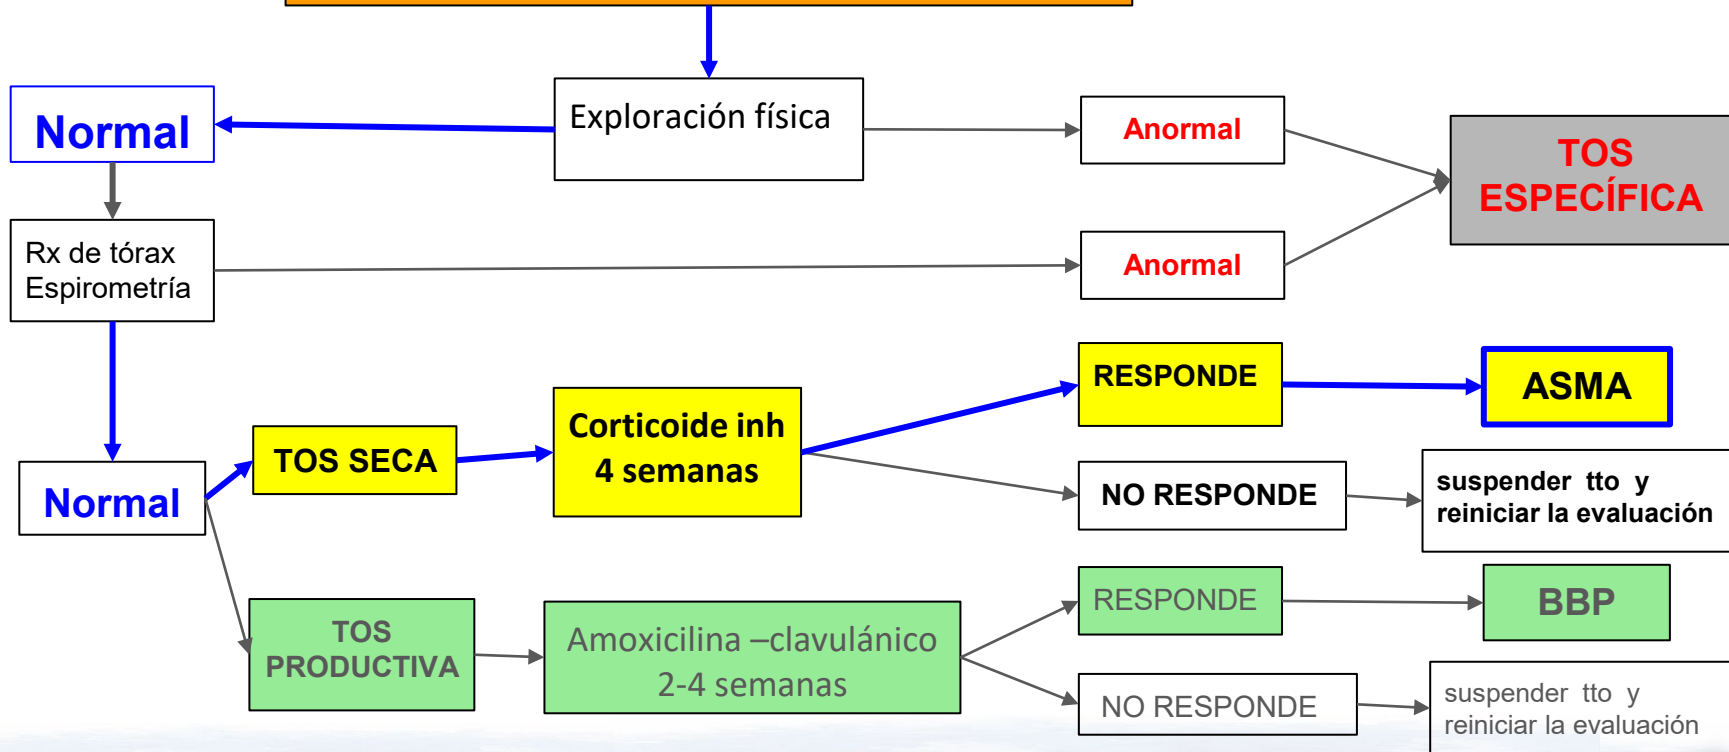 Exploración física
Normal
Anormal
TOS
ESPECÍFICA
Rx de tórax
Espirometría
Anormal
RESPONDE
ASMA
Corticoide inh
4 semanas
TOS SECA
Normal
NO RESPONDE
suspender tto y
reiniciar la evaluación
RESPONDE
BBP
TOS
PRODUCTIVA
Amoxicilina –clavulánico
2-4 semanas
NO RESPONDE
suspender tto y
reiniciar la evaluación